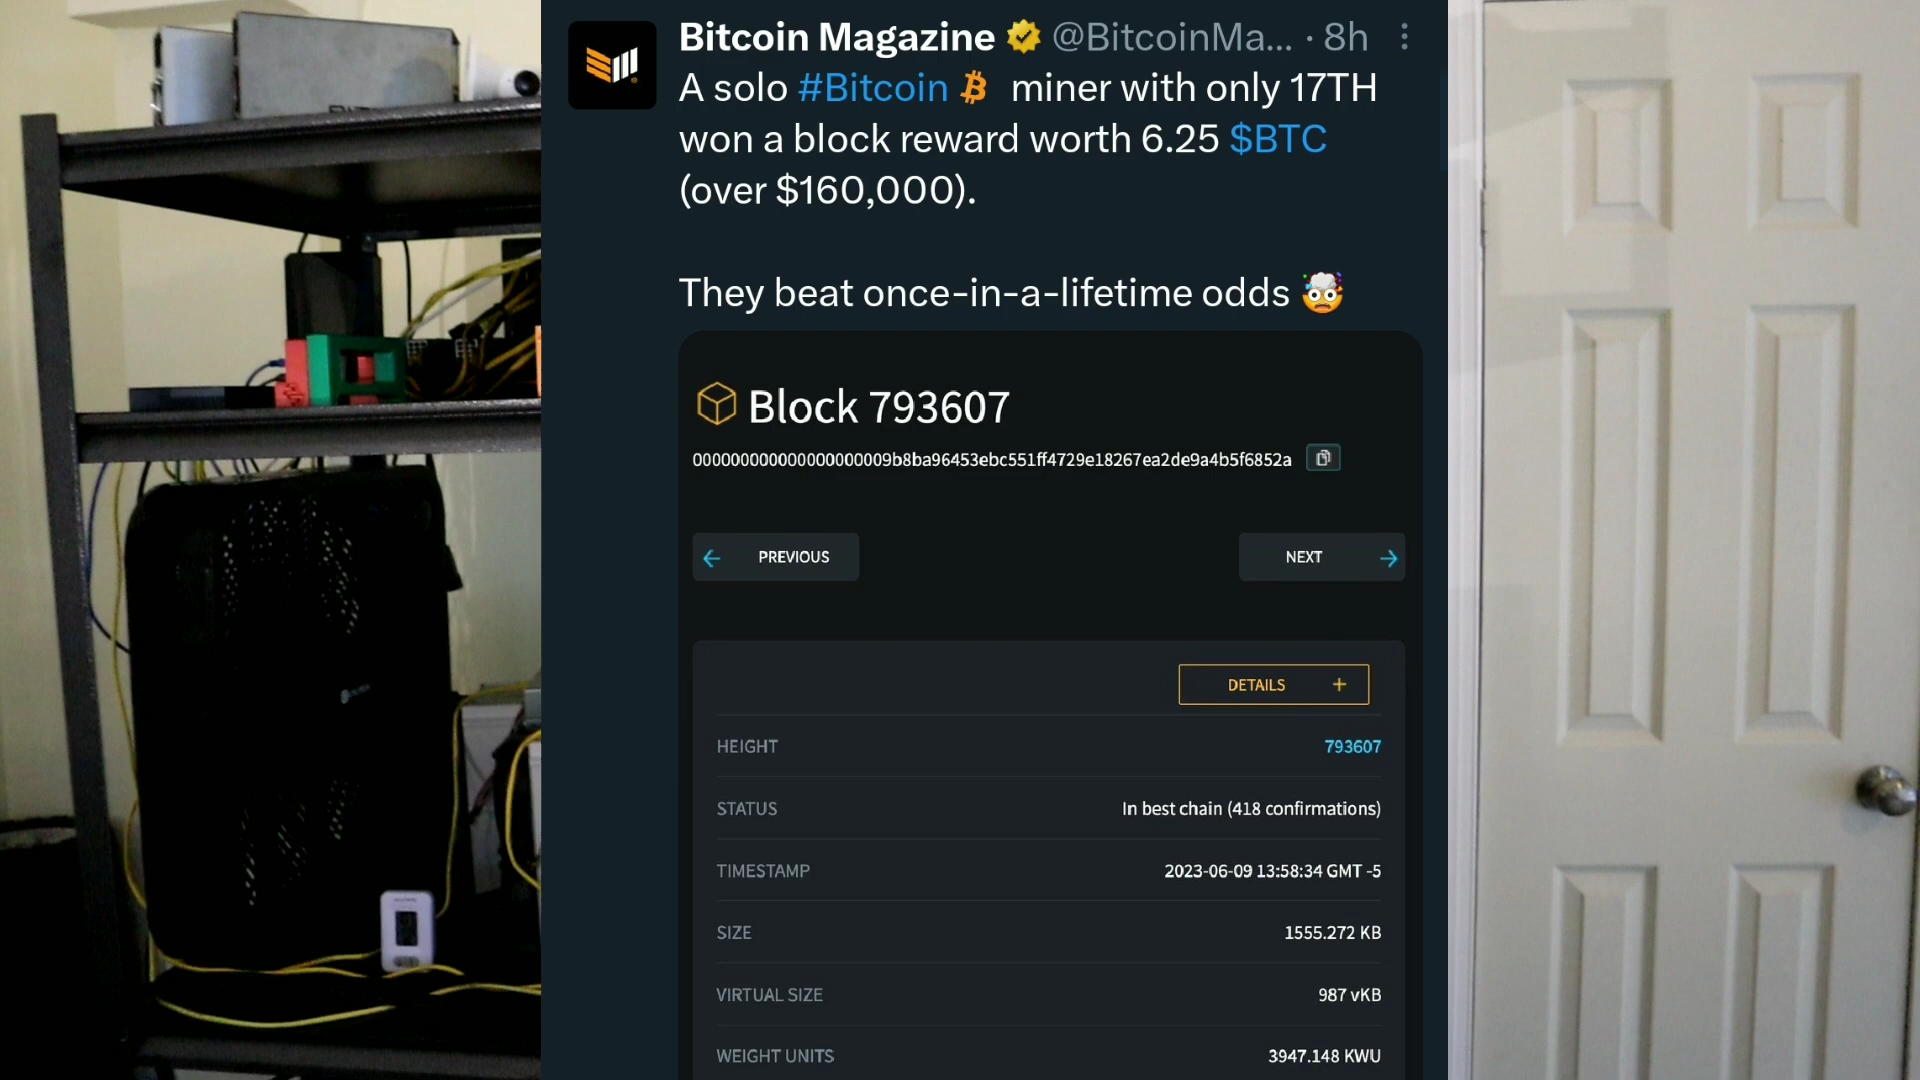 Bitcoin Magazine @BitcoinMa... · 8h
A solo #Bitcoin miner with only 17TH
won a block reward worth 6.25 $BTC
(over $160,000).
They beat once-in-a-lifetime odds 🤯
Block 793607
PREVIOUS
NEXT
DETAILS +
HEIGHT 793607
STATUS In best chain (418 confirmations)
TIMESTAMP 2023-06-09 13:58:34 GMT -5
SIZE 1555.272 KB
VIRTUAL SIZE 987 vKB
WEIGHT UNITS 3947.148 KWU